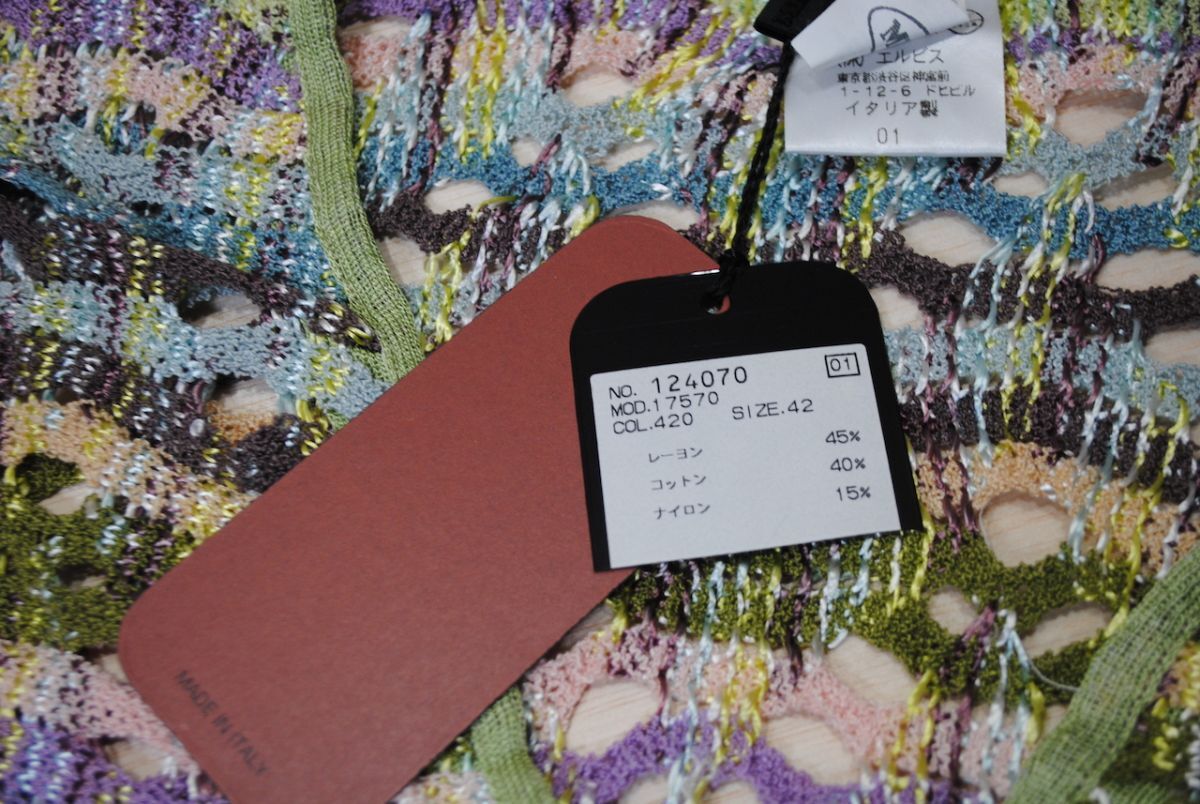 (株) エルビス
東京都渋谷区神宮前
1-12-6 ドヒビル
イタリア製
01
NO. 124070
01
MOD.17570
COL.420 SIZE.42
レーヨン 45%
コットン 40%
ナイロン 15%
MADE IN ITALY